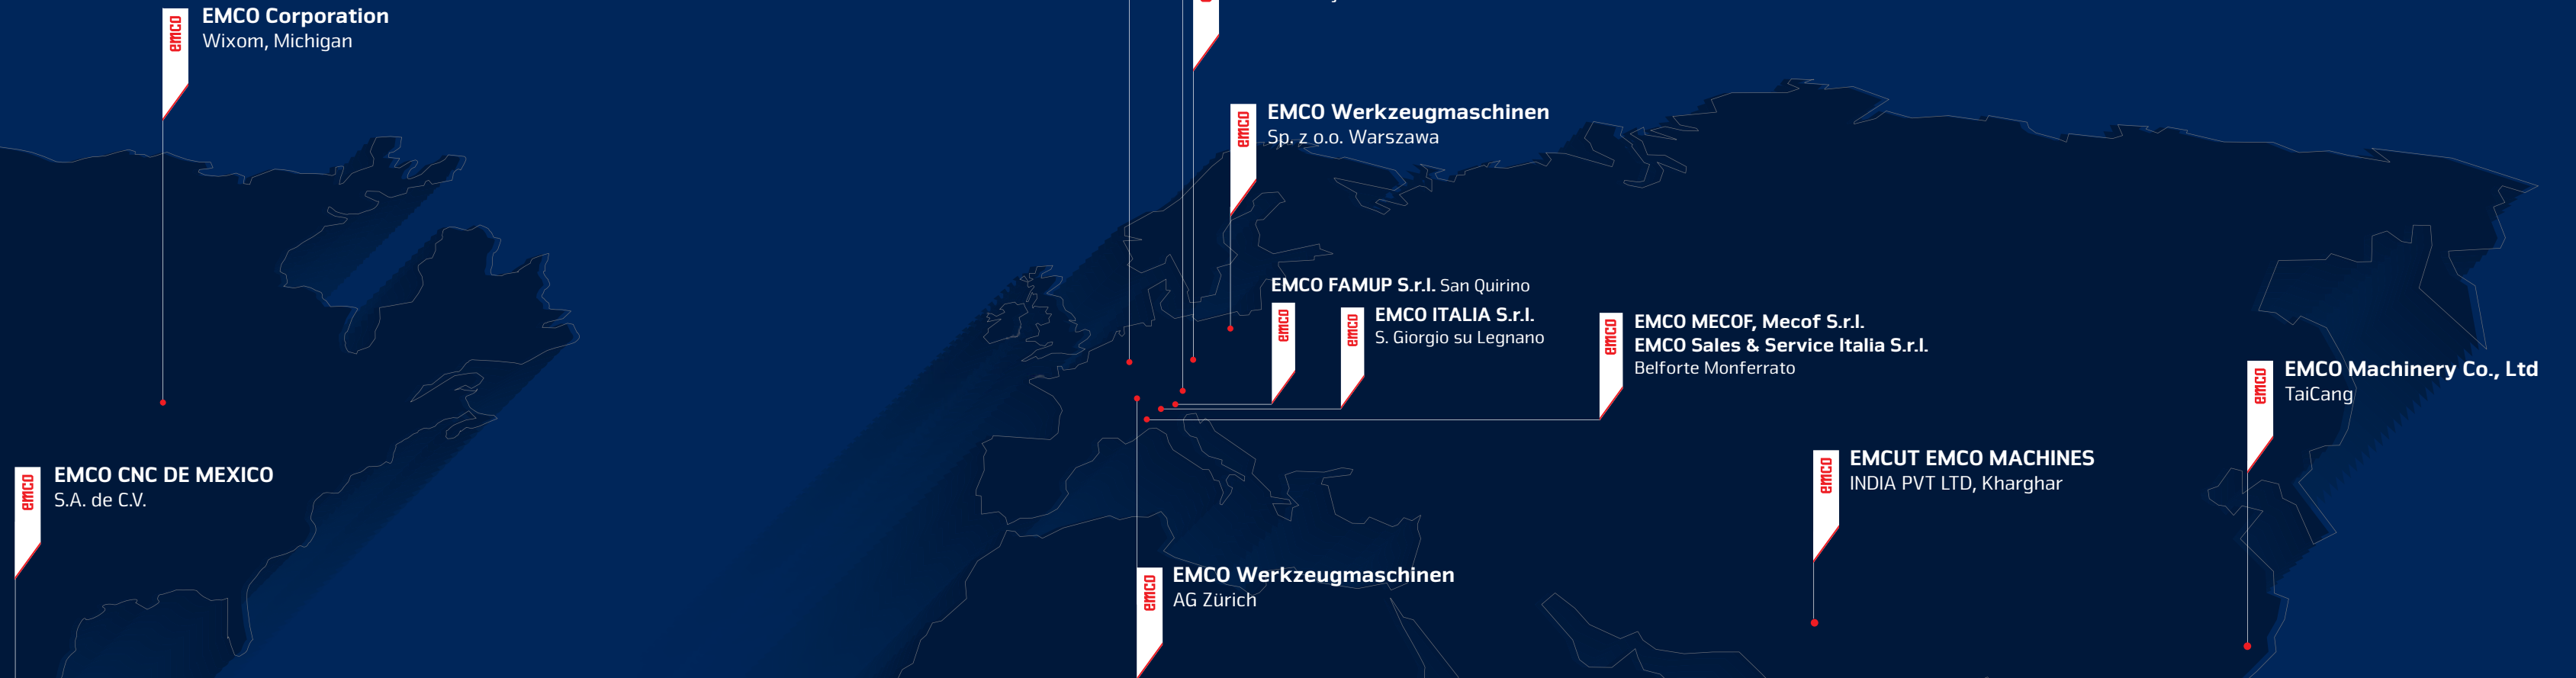 emco
EMCO Corporation
Wixom, Michigan
emco
EMCO Werkzeugmaschinen
Sp. z o.o. Warszawa
EMCO FAMUP S.r.l. San Quirino
emco
emco
EMCO ITALIA S.r.l.
S. Giorgio su Legnano
emco
EMCO MECOF, Mecof S.r.l.
EMCO Sales & Service Italia S.r.l.
Belforte Monferrato
emco
EMCO Machinery Co., Ltd
TaiCang
emco
EMCUT EMCO MACHINES
INDIA PVT LTD, Kharghar
emco
EMCO CNC DE MEXICO
S.A. de C.V.
emco
EMCO Werkzeugmaschinen
AG Zürich